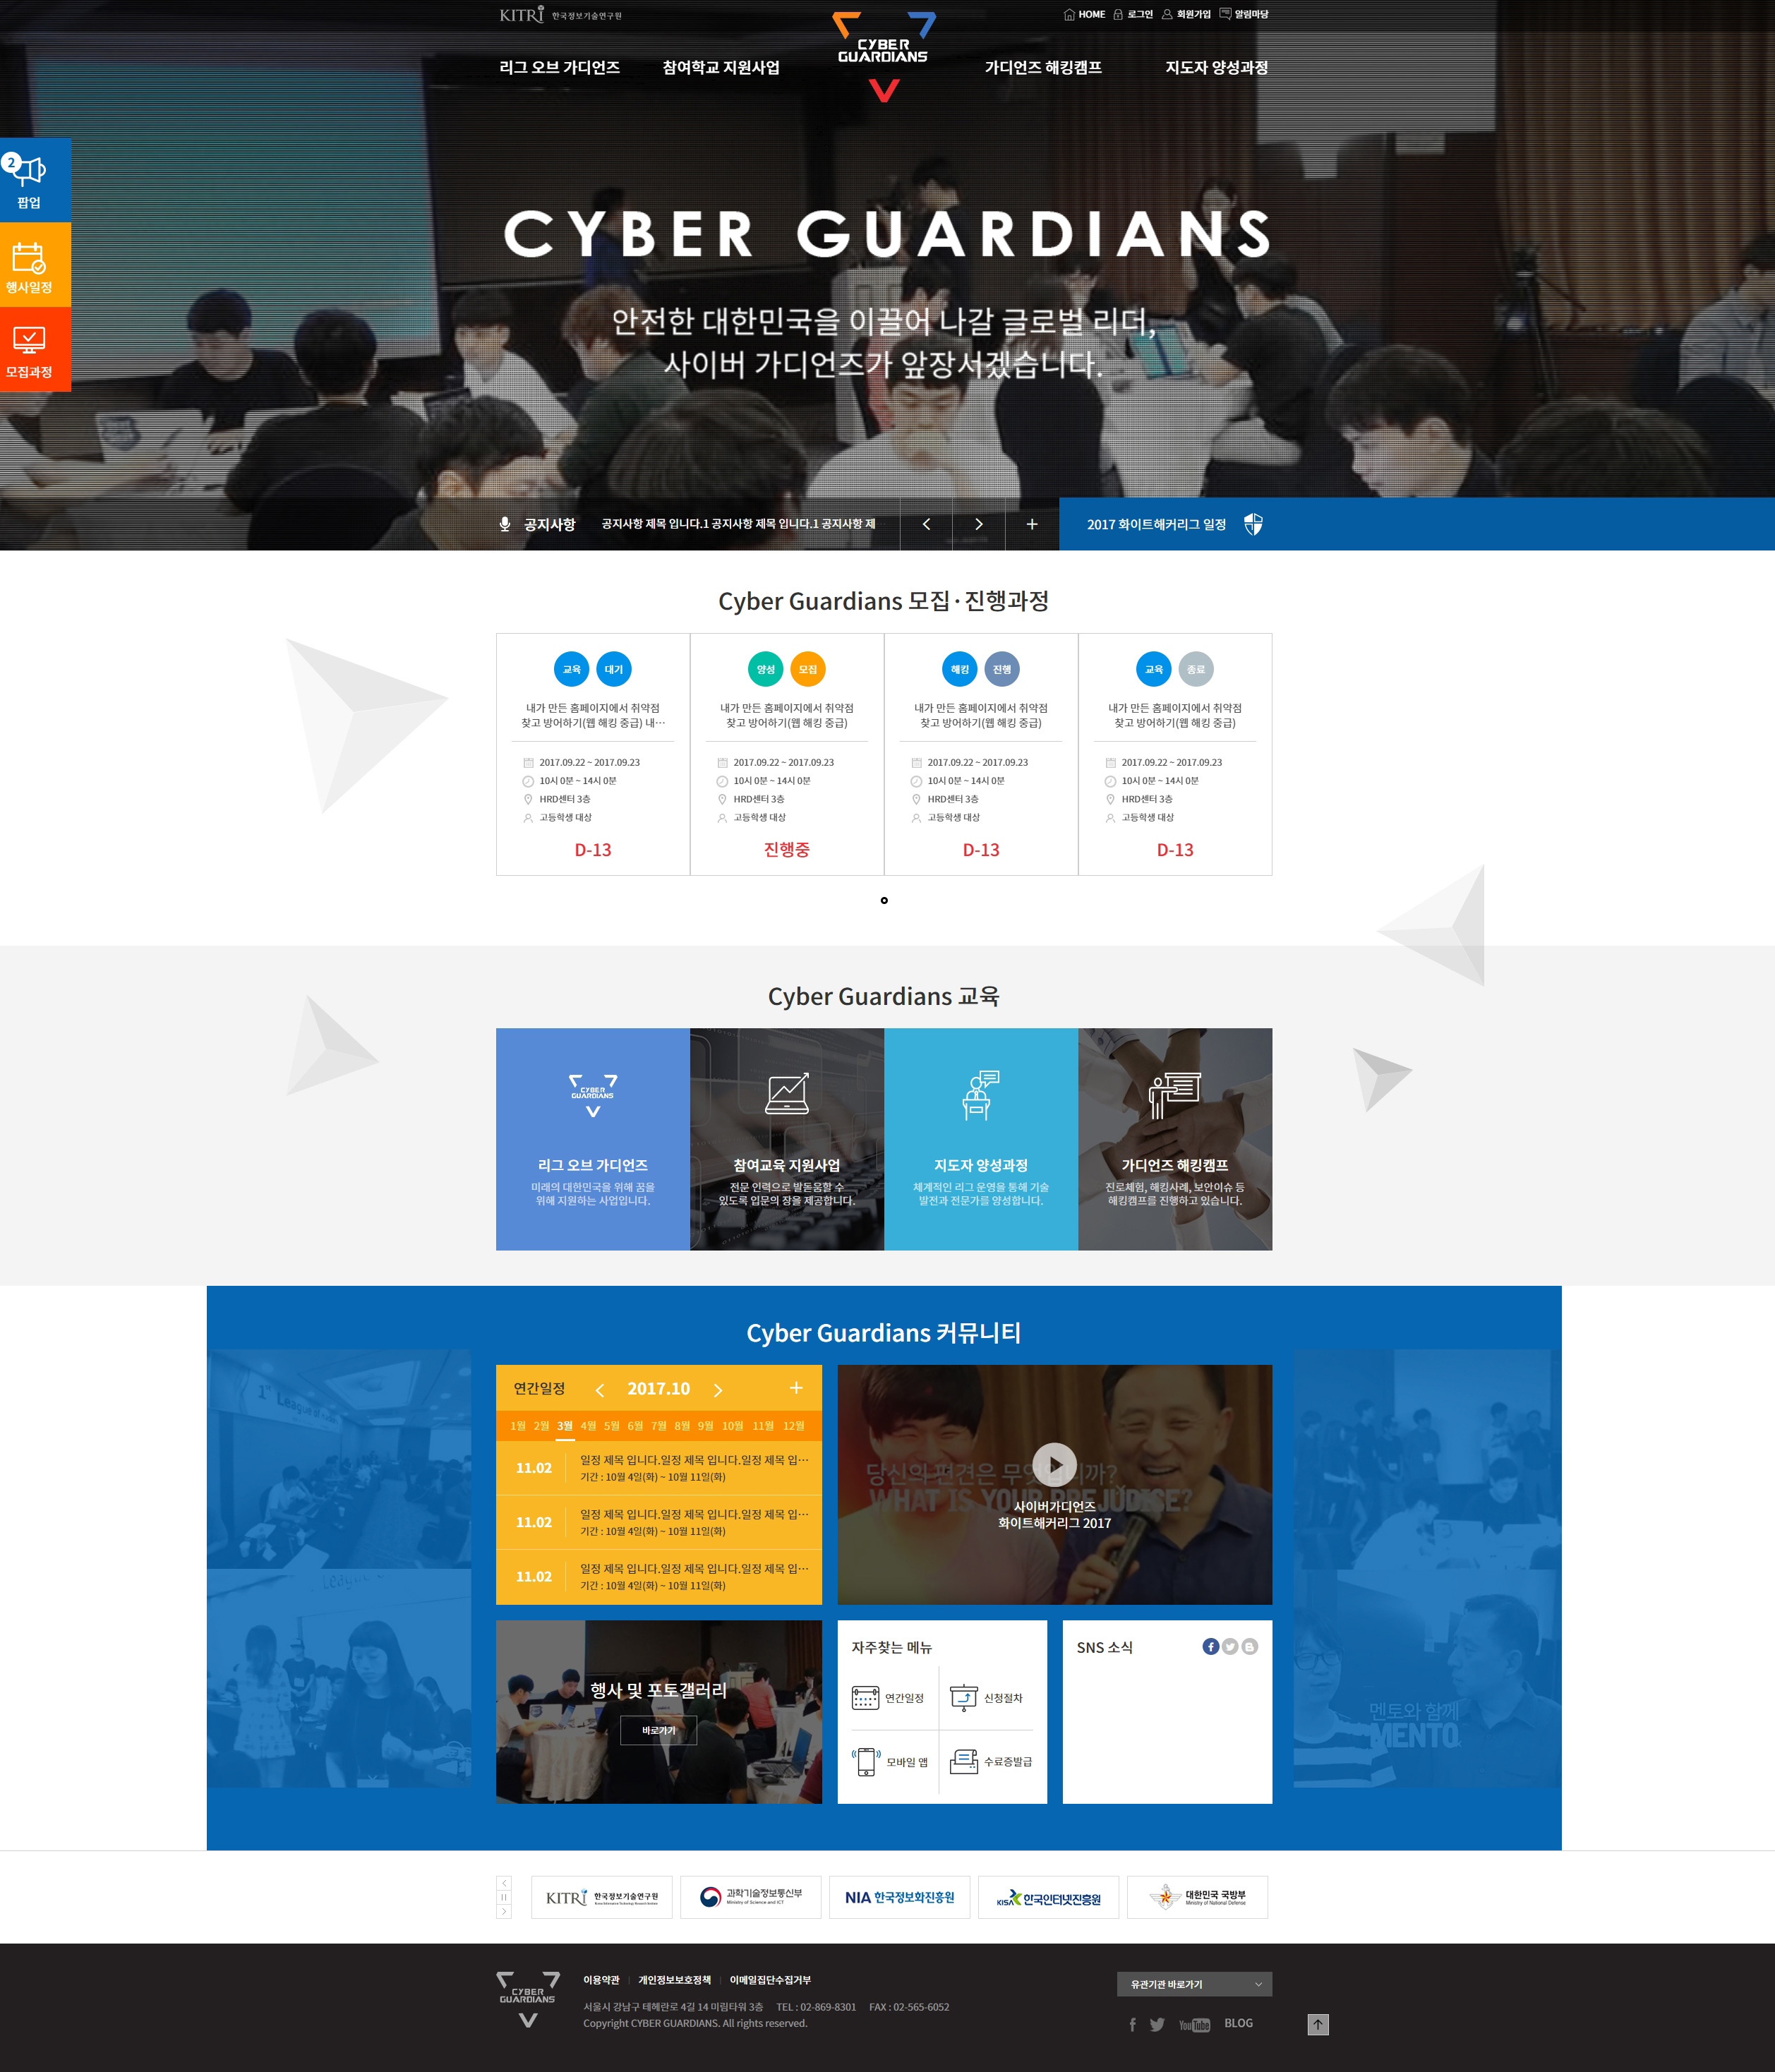 KITRI 한국정보기술연구원
HOME 로그인 회원가입 알림마당
CYBER
GUARDIANS
리그 오브 가디언즈 참여학교 지원사업 가디언즈 해킹캠프 지도자 양성과정
2
팝업
행사일정
모집과정
CYBER GUARDIANS
안전한 대한민국을 이끌어 나갈 글로벌 리더,
사이버 가디언즈가 앞장서겠습니다.
공지사항 공지사항 제목 입니다.1 공지사항 제목 입니다.1 공지사항 제
2017 화이트해커리그 일정
Cyber Guardians 모집·진행과정
교육 대기
내가 만든 홈페이지에서 취약점
찾고 방어하기(웹 해킹 중급) 내…
2017.09.22 ~ 2017.09.23
10시 0분 ~ 14시 0분
HRD센터 3층
고등학생 대상
D-13
양성 모집
내가 만든 홈페이지에서 취약점
찾고 방어하기(웹 해킹 중급)
2017.09.22 ~ 2017.09.23
10시 0분 ~ 14시 0분
HRD센터 3층
고등학생 대상
진행중
해킹 진행
내가 만든 홈페이지에서 취약점
찾고 방어하기(웹 해킹 중급)
2017.09.22 ~ 2017.09.23
10시 0분 ~ 14시 0분
HRD센터 3층
고등학생 대상
D-13
교육 종료
내가 만든 홈페이지에서 취약점
찾고 방어하기(웹 해킹 중급)
2017.09.22 ~ 2017.09.23
10시 0분 ~ 14시 0분
HRD센터 3층
고등학생 대상
D-13
Cyber Guardians 교육
CYBER
GUARDIANS
리그 오브 가디언즈
미래의 대한민국을 위해 꿈을
위해 지원하는 사업입니다.
참여교육 지원사업
전문 인력으로 발돋움할 수
있도록 입문의 장을 제공합니다.
지도자 양성과정
체계적인 리그 운영을 통해 기술
발전과 전문가를 양성합니다.
가디언즈 해킹캠프
진로체험, 해킹사례, 보안이슈 등
해킹캠프를 진행하고 있습니다.
Cyber Guardians 커뮤니티
연간일정 2017.10
1월 2월 3월 4월 5월 6월 7월 8월 9월 10월 11월 12월
11.02 일정 제목 입니다.일정 제목 입니다.일정 제목 입…
기간 : 10월 4일(화) ~ 10월 11일(화)
11.02 일정 제목 입니다.일정 제목 입니다.일정 제목 입…
기간 : 10월 4일(화) ~ 10월 11일(화)
11.02 일정 제목 입니다.일정 제목 입니다.일정 제목 입…
기간 : 10월 4일(화) ~ 10월 11일(화)
당신의 편견은 무엇입니까?
WHAT IS YOUR PREJUDICE?
사이버가디언즈
화이트해커리그 2017
행사 및 포토갤러리
바로가기
자주찾는 메뉴
연간일정 신청절차
모바일 앱 수료증발급
SNS 소식
멘토와 함께
MENTO
KITRI 한국정보기술연구원
과학기술정보통신부
Ministry of Science and ICT
NIA 한국정보화진흥원
KISA 한국인터넷진흥원
대한민국 국방부
Ministry of National Defense
CYBER
GUARDIANS
이용약관 개인정보보호정책 이메일집단수집거부
서울시 강남구 테헤란로 4길 14 미림타워 3층 TEL : 02-869-8301 FAX : 02-565-6052
Copyright CYBER GUARDIANS. All rights reserved.
유관기관 바로가기
YouTube BLOG